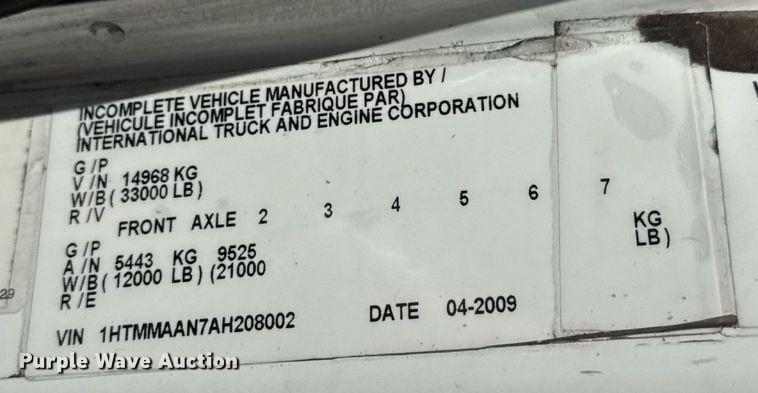 INCOMPLETE VEHICLE MANUFACTURED BY /
(VEHICULE INCOMPLET FABRIQUE PAR)
INTERNATIONAL TRUCK AND ENGINE CORPORATION
G /P
V /N 14968 KG
W/B ( 33000 LB )
R /V
FRONT AXLE 2 3 4 5 6 7
G /P
A /N 5443 KG 9525 KG
W/B ( 12000 LB ) (21000 LB )
R /E
VIN 1HTMMAAN7AH208002 DATE 04-2009
29
Purple Wave Auction